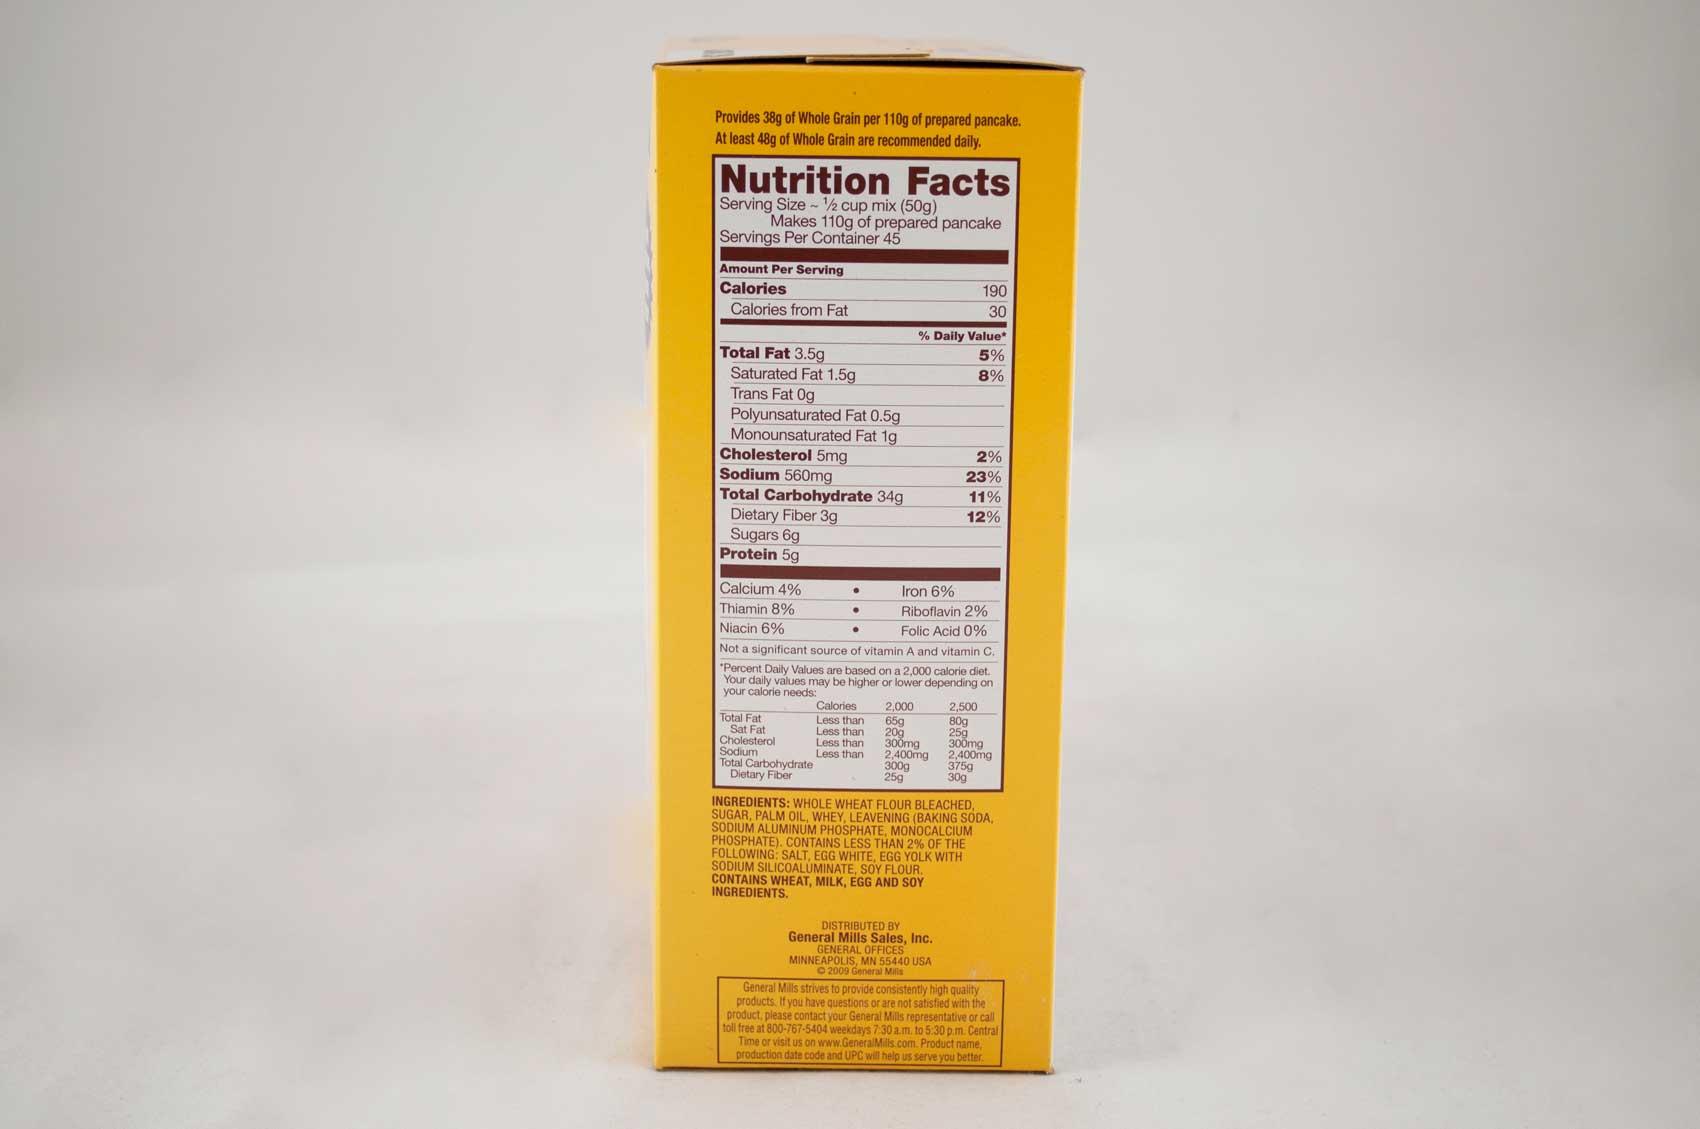 Provides 38g of Whole Grain per 110g of prepared pancake.
At least 48g of Whole Grain are recommended daily.
Nutrition Facts
Serving Size ~ ½ cup mix (50g)
Makes 110g of prepared pancake
Servings Per Container 45
Amount Per Serving
Calories 190
Calories from Fat 30
% Daily Value*
Total Fat 3.5g 5%
Saturated Fat 1.5g 8%
Trans Fat 0g
Polyunsaturated Fat 0.5g
Monounsaturated Fat 1g
Cholesterol 5mg 2%
Sodium 560mg 23%
Total Carbohydrate 34g 11%
Dietary Fiber 3g 12%
Sugars 6g
Protein 5g
Calcium 4% • Iron 6%
Thiamin 8% • Riboflavin 2%
Niacin 6% • Folic Acid 0%
Not a significant source of vitamin A and vitamin C.
*Percent Daily Values are based on a 2,000 calorie diet.
Your daily values may be higher or lower depending on
your calorie needs:
Calories 2,000 2,500
Total Fat Less than 65g 80g
Sat Fat Less than 20g 25g
Cholesterol Less than 300mg 300mg
Sodium Less than 2,400mg 2,400mg
Total Carbohydrate 300g 375g
Dietary Fiber 25g 30g
INGREDIENTS: WHOLE WHEAT FLOUR BLEACHED,
SUGAR, PALM OIL, WHEY, LEAVENING (BAKING SODA,
SODIUM ALUMINUM PHOSPHATE, MONOCALCIUM
PHOSPHATE). CONTAINS LESS THAN 2% OF THE
FOLLOWING: SALT, EGG WHITE, EGG YOLK WITH
SODIUM SILICOALUMINATE, SOY FLOUR.
CONTAINS WHEAT, MILK, EGG AND SOY
INGREDIENTS.
DISTRIBUTED BY
General Mills Sales, Inc.
GENERAL OFFICES
MINNEAPOLIS, MN 55440 USA
© 2009 General Mills
General Mills strives to provide consistently high quality
products. If you have questions or are not satisfied with the
product, please contact your General Mills representative or call
toll free at 800-767-5404 weekdays 7:30 a.m. to 5:30 p.m. Central
Time or visit us on www.GeneralMills.com. Product name,
production date code and UPC will help us serve you better.